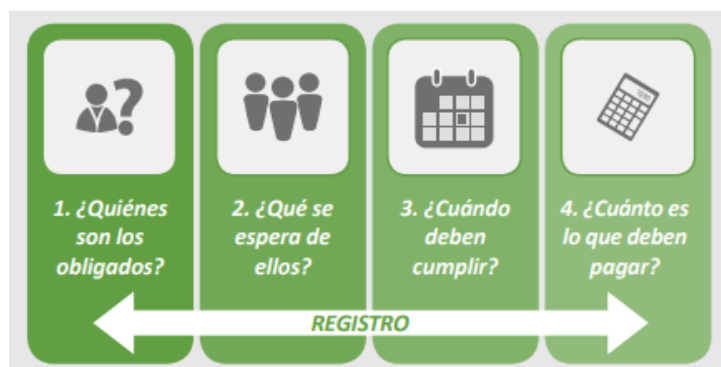 1. ¿Quiénes
son los
obligados?
2. ¿Qué se
espera de
ellos?
3. ¿Cuándo
deben
cumplir?
4. ¿Cuánto es
lo que deben
pagar?
REGISTRO